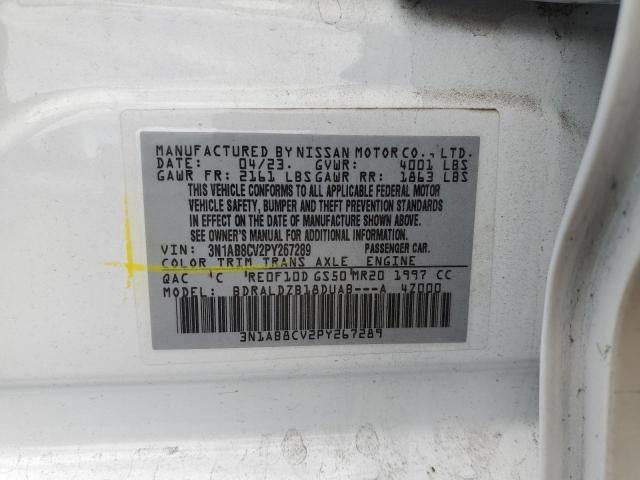 MANUFACTURED BY NISSAN MOTOR CO., LTD.
DATE: 04/23. GVWR: 4001 LBS
GAWR FR: 2161 LBS GAWR RR: 1863 LBS
THIS VEHICLE CONFORMS TO ALL APPLICABLE FEDERAL MOTOR
VEHICLE SAFETY, BUMPER AND THEFT PREVENTION STANDARDS
IN EFFECT ON THE DATE OF MANUFACTURE SHOWN ABOVE.
SEE OWNER'S MANUAL FOR ADDITIONAL INFORMATION.
VIN: 3N1AB8CV2PY267289 PASSENGER CAR.
COLOR TRIM TRANS AXLE ENGINE
QAC 'C 'RE0F10D GS50 MR20 1997 CC
MODEL: BDRALDZB18DUAB---A 4Z000
3N1AB8CV2PY267289